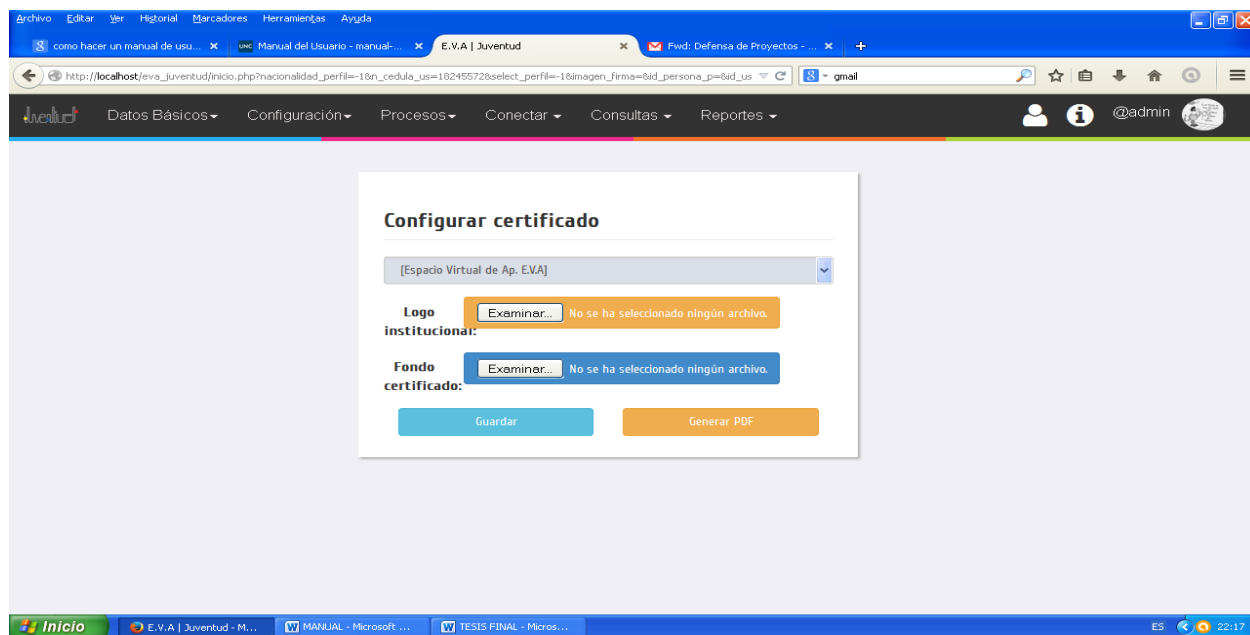 Archivo Editar Ver Historial Marcadores Herramientas Ayuda
como hacer un manual de usu... UNC Manual del Usuario - manual-... E.V.A | Juventud Fwd: Defensa de Proyectos - ...
http://localhost/eva_juventud/inicio.php?nacionalidad_perfil=-1&n_cedula_us=18245572&select_perfil=-1&imagen_firma=&id_persona_p=&id_us 8 gmail
Juventud Datos Básicos Configuración Procesos Conectar Consultas Reportes @admin
Configurar certificado
[Espacio Virtual de Ap. E.V.A]
Logo institucional: Examinar... No se ha seleccionado ningún archivo.
Fondo certificado: Examinar... No se ha seleccionado ningún archivo.
Guardar Generar PDF
Inicio E.V.A | Juventud - M... MANUAL - Microsoft ... TESIS FINAL - Micros... ES 22:17